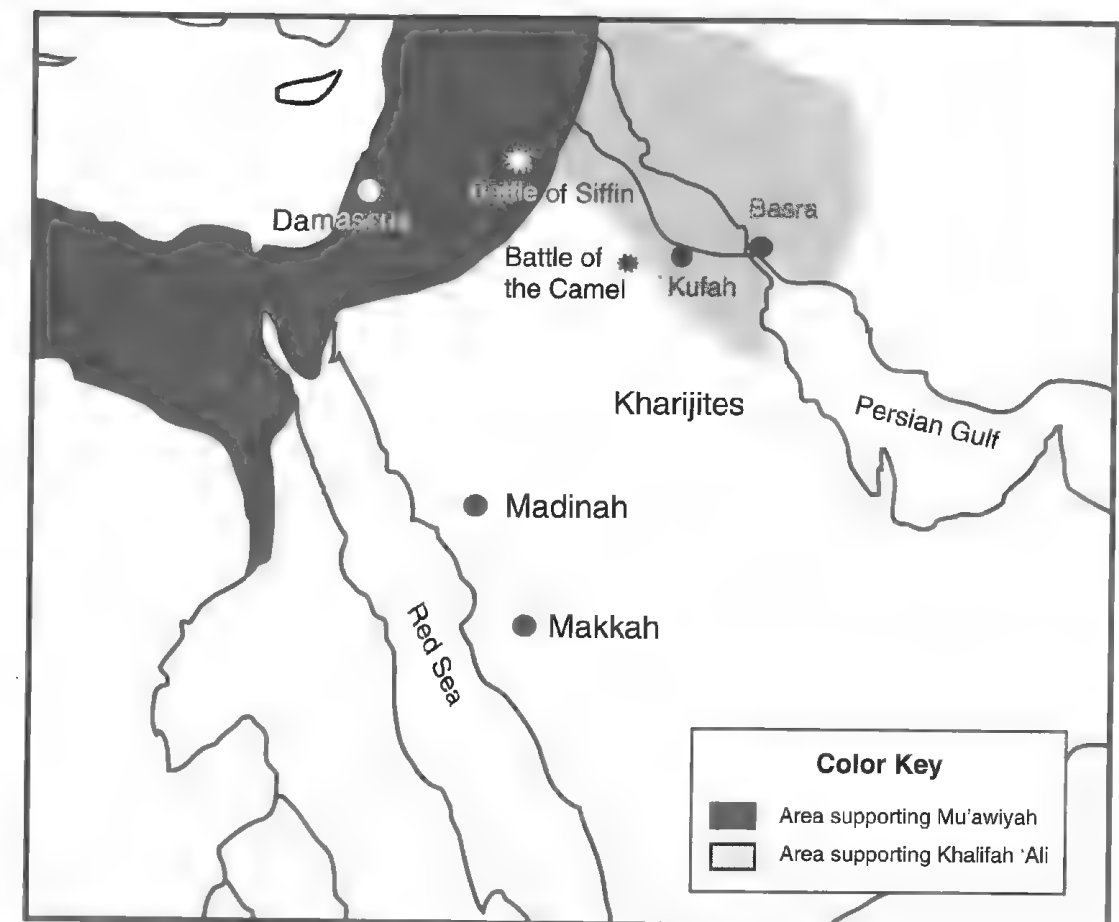 Damascus
Battle of Siffin
Basra
Battle of
the Camel
‘Kufah
Kharijites
Persian Gulf
Madinah
Makkah
Red Sea
Color Key
Area supporting Mu'awiyah
Area supporting Khalifah ‘Ali